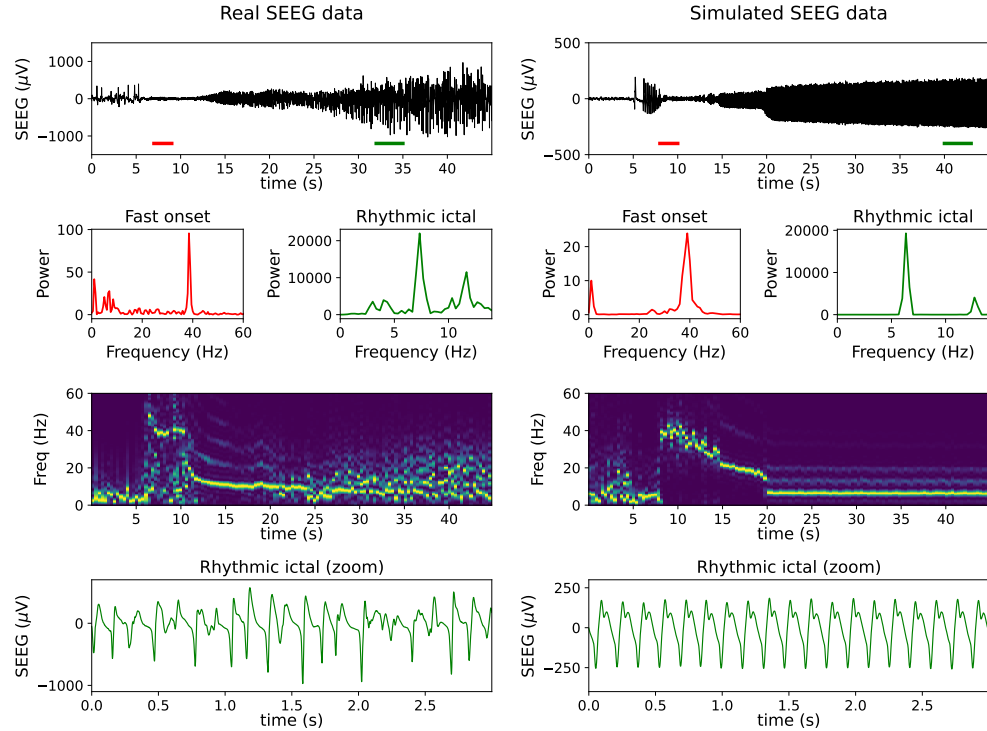 Real SEEG data
Simulated SEEG data
SEEG (μV)
1000
0
−1000
0 5 10 15 20 25 30 35 40
time (s)
SEEG (μV)
500
0
−500
0 5 10 15 20 25 30 35 40
time (s)
Fast onset
Power
100
50
0
0 20 40 60
Frequency (Hz)
Rhythmic ictal
Power
20000
10000
0
0 5 10
Frequency (Hz)
Fast onset
Power
20
10
0
0 20 40 60
Frequency (Hz)
Rhythmic ictal
Power
20000
10000
0
0 5 10
Frequency (Hz)
Freq (Hz)
60
40
20
0
5 10 15 20 25 30 35 40
time (s)
Freq (Hz)
60
40
20
0
5 10 15 20 25 30 35 40
time (s)
Rhythmic ictal (zoom)
SEEG (μV)
0
−1000
0.0 0.5 1.0 1.5 2.0 2.5
time (s)
Rhythmic ictal (zoom)
SEEG (μV)
250
0
−250
0.0 0.5 1.0 1.5 2.0 2.5
time (s)